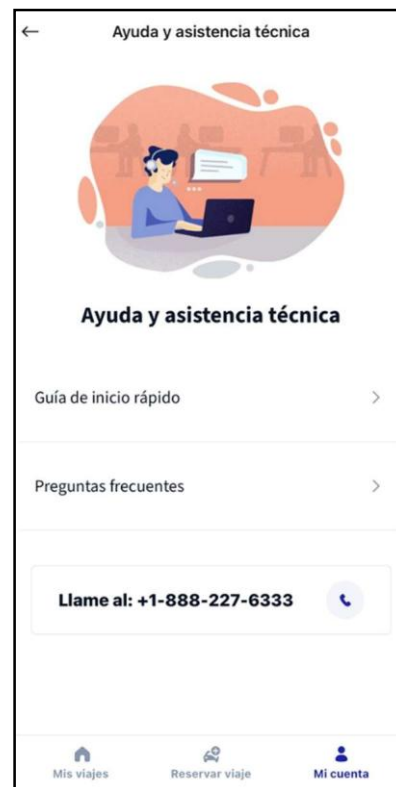 Ayuda y asistencia técnica
Ayuda y asistencia técnica
Guía de inicio rápido
Preguntas frecuentes
Llame al: +1-888-227-6333
Mis viajes Reservar viaje Mi cuenta